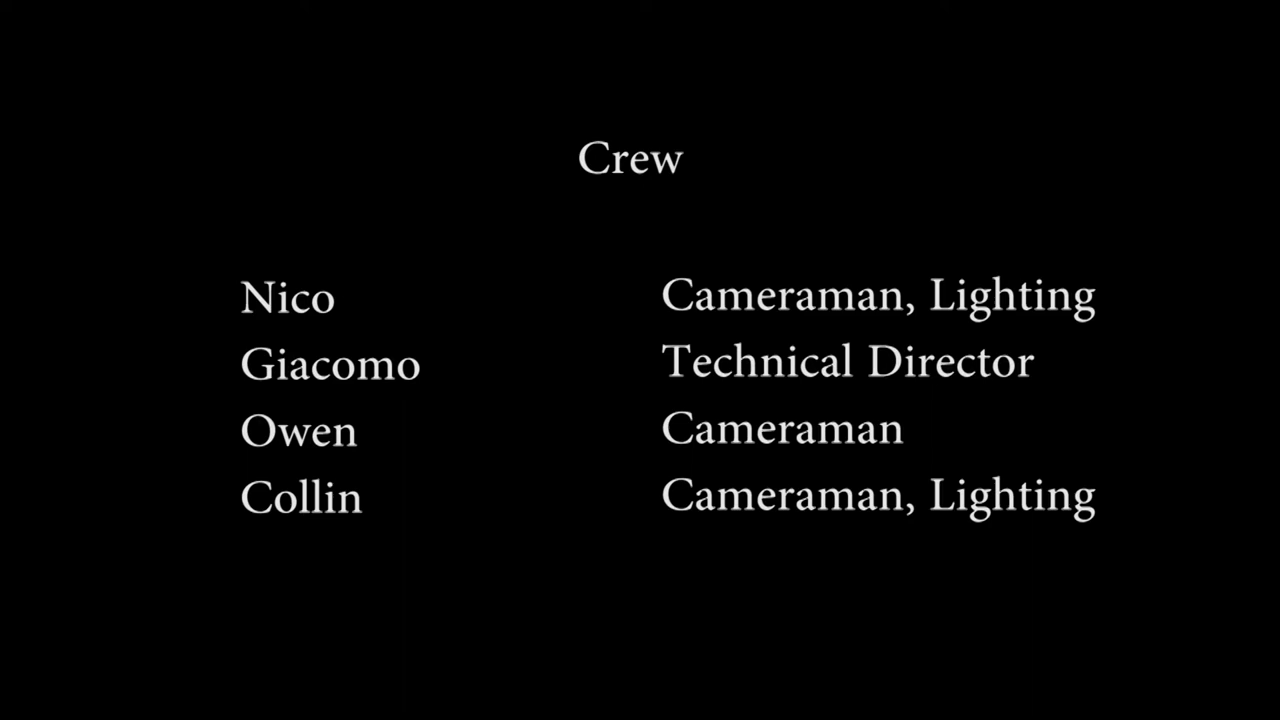 Crew
Nico Cameraman, Lighting
Giacomo Technical Director
Owen Cameraman
Collin Cameraman, Lighting